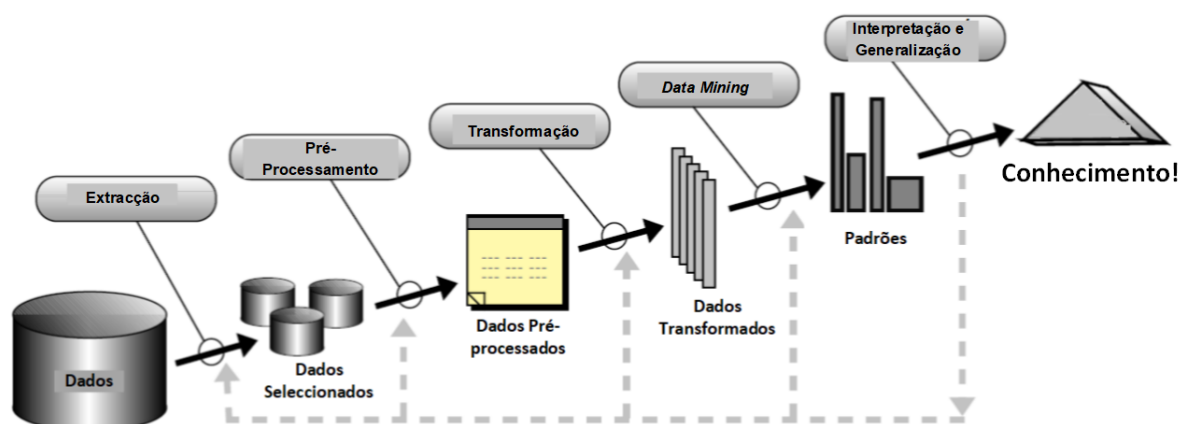 Interpretação e
Generalização
Data Mining
Transformação
Pré-
Processamento
Extracção
Conhecimento!
Padrões
Dados
Transformados
Dados Pré-
processados
Dados
Seleccionados
Dados